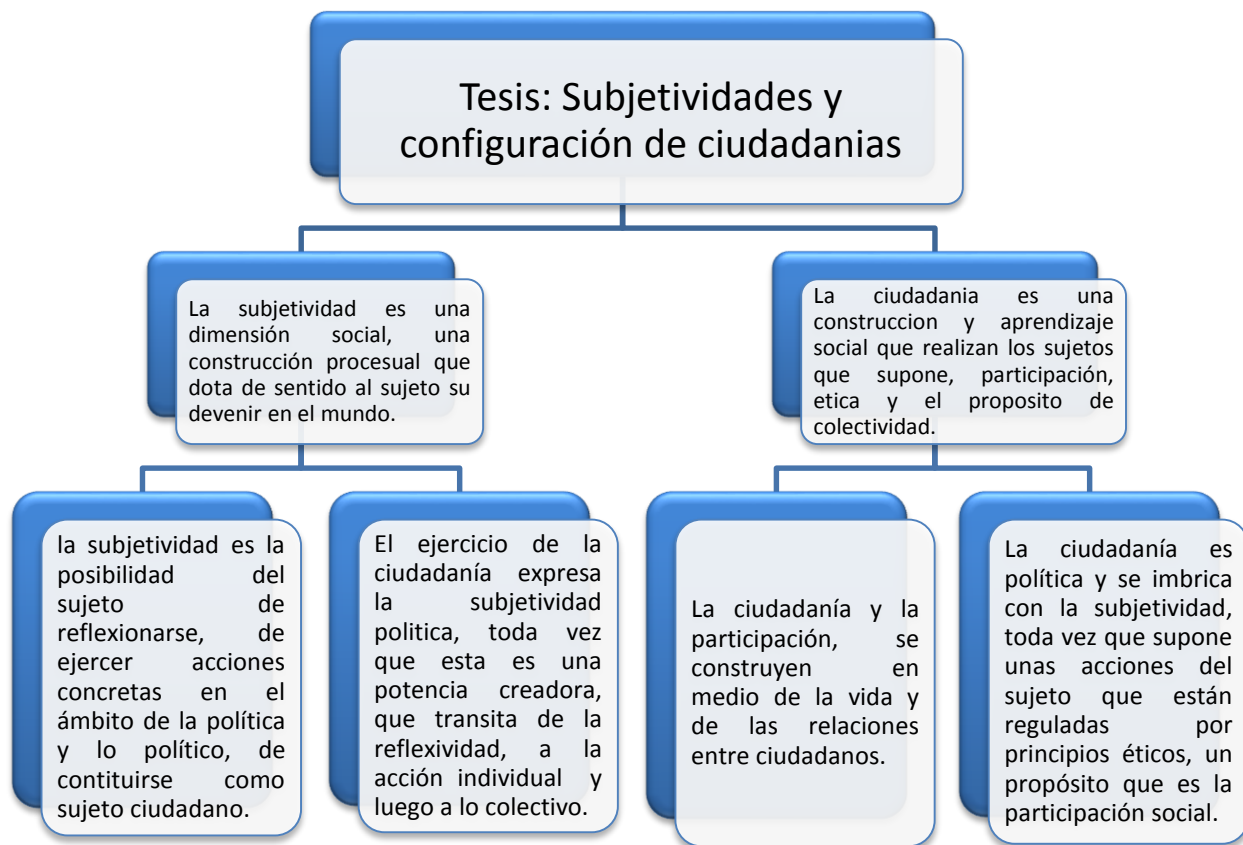 Tesis: Subjetividades y
configuración de ciudadanias
La subjetividad es una
dimensión social, una
construcción procesual que
dota de sentido al sujeto su
devenir en el mundo.
La ciudadania es una
construccion y aprendizaje
social que realizan los sujetos
que supone, participación,
etica y el proposito de
colectividad.
la subjetividad es la
posibilidad del
sujeto de
reflexionarse, de
ejercer acciones
concretas en el
ámbito de la política
y lo político, de
contituirse como
sujeto ciudadano.
El ejercicio de la
ciudadanía expresa
la subjetividad
politica, toda vez
que esta es una
potencia creadora,
que transita de la
reflexividad, a la
acción individual y
luego a lo colectivo.
La ciudadanía y la
participación, se
construyen en
medio de la vida y
de las relaciones
entre ciudadanos.
La ciudadanía es
política y se imbrica
con la subjetividad,
toda vez que supone
unas acciones del
sujeto que están
reguladas por
principios éticos, un
propósito que es la
participación social.